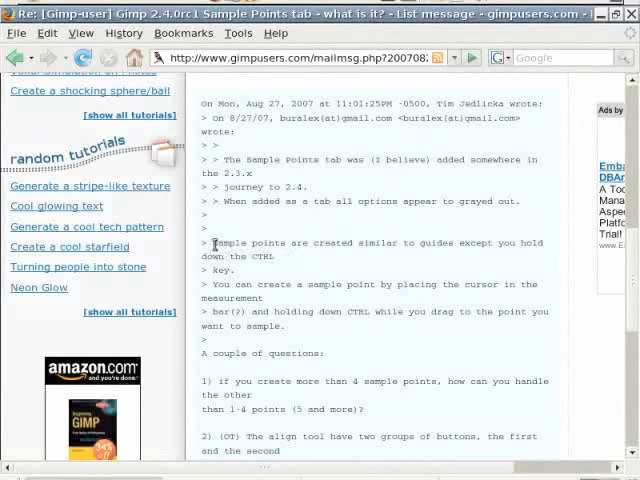 Re: [Gimp-user] Gimp 2.4.0rc1 Sample Points tab - what is it? - List message - gimpusers.com -
File Edit View History Bookmarks Tools Help
http://www.gimpusers.com/mailmsg.php?200708
Google
Create a shocking sphere/ball
[show all tutorials]
random tutorials
Generate a stripe-like texture
Cool glowing text
Generate a cool tech pattern
Create a cool starfield
Turning people into stone
Neon Glow
[show all tutorials]
amazon.com
and you're done.
Beginning
GIMP
On Mon, Aug 27, 2007 at 11:01:25PM -0500, Tim Jedlicka wrote:
> On 8/27/07, buralex(at)gmail.com <buralex(at)gmail.com>
wrote:
> >
> > The Sample Points tab was (I believe) added somewhere in
the 2.3.x
> > journey to 2.4.
> > When added as a tab all options appear to grayed out.
>
>
> Sample points are created similar to guides except you hold
down the CTRL
> key.
> You can create a sample point by placing the cursor in the
measurement
> bar(?) and holding down CTRL while you drag to the point you
want to sample.
>
A couple of questions:
1) if you create more than 4 sample points, how can you handle
the other
than 1-4 points (5 and more)?
2) (OT) The align tool have two groups of buttons, the first
and the second
Ads by
Emba
DBAr
A Too
Mana
Aspec
Platfo
Trial!
www.E